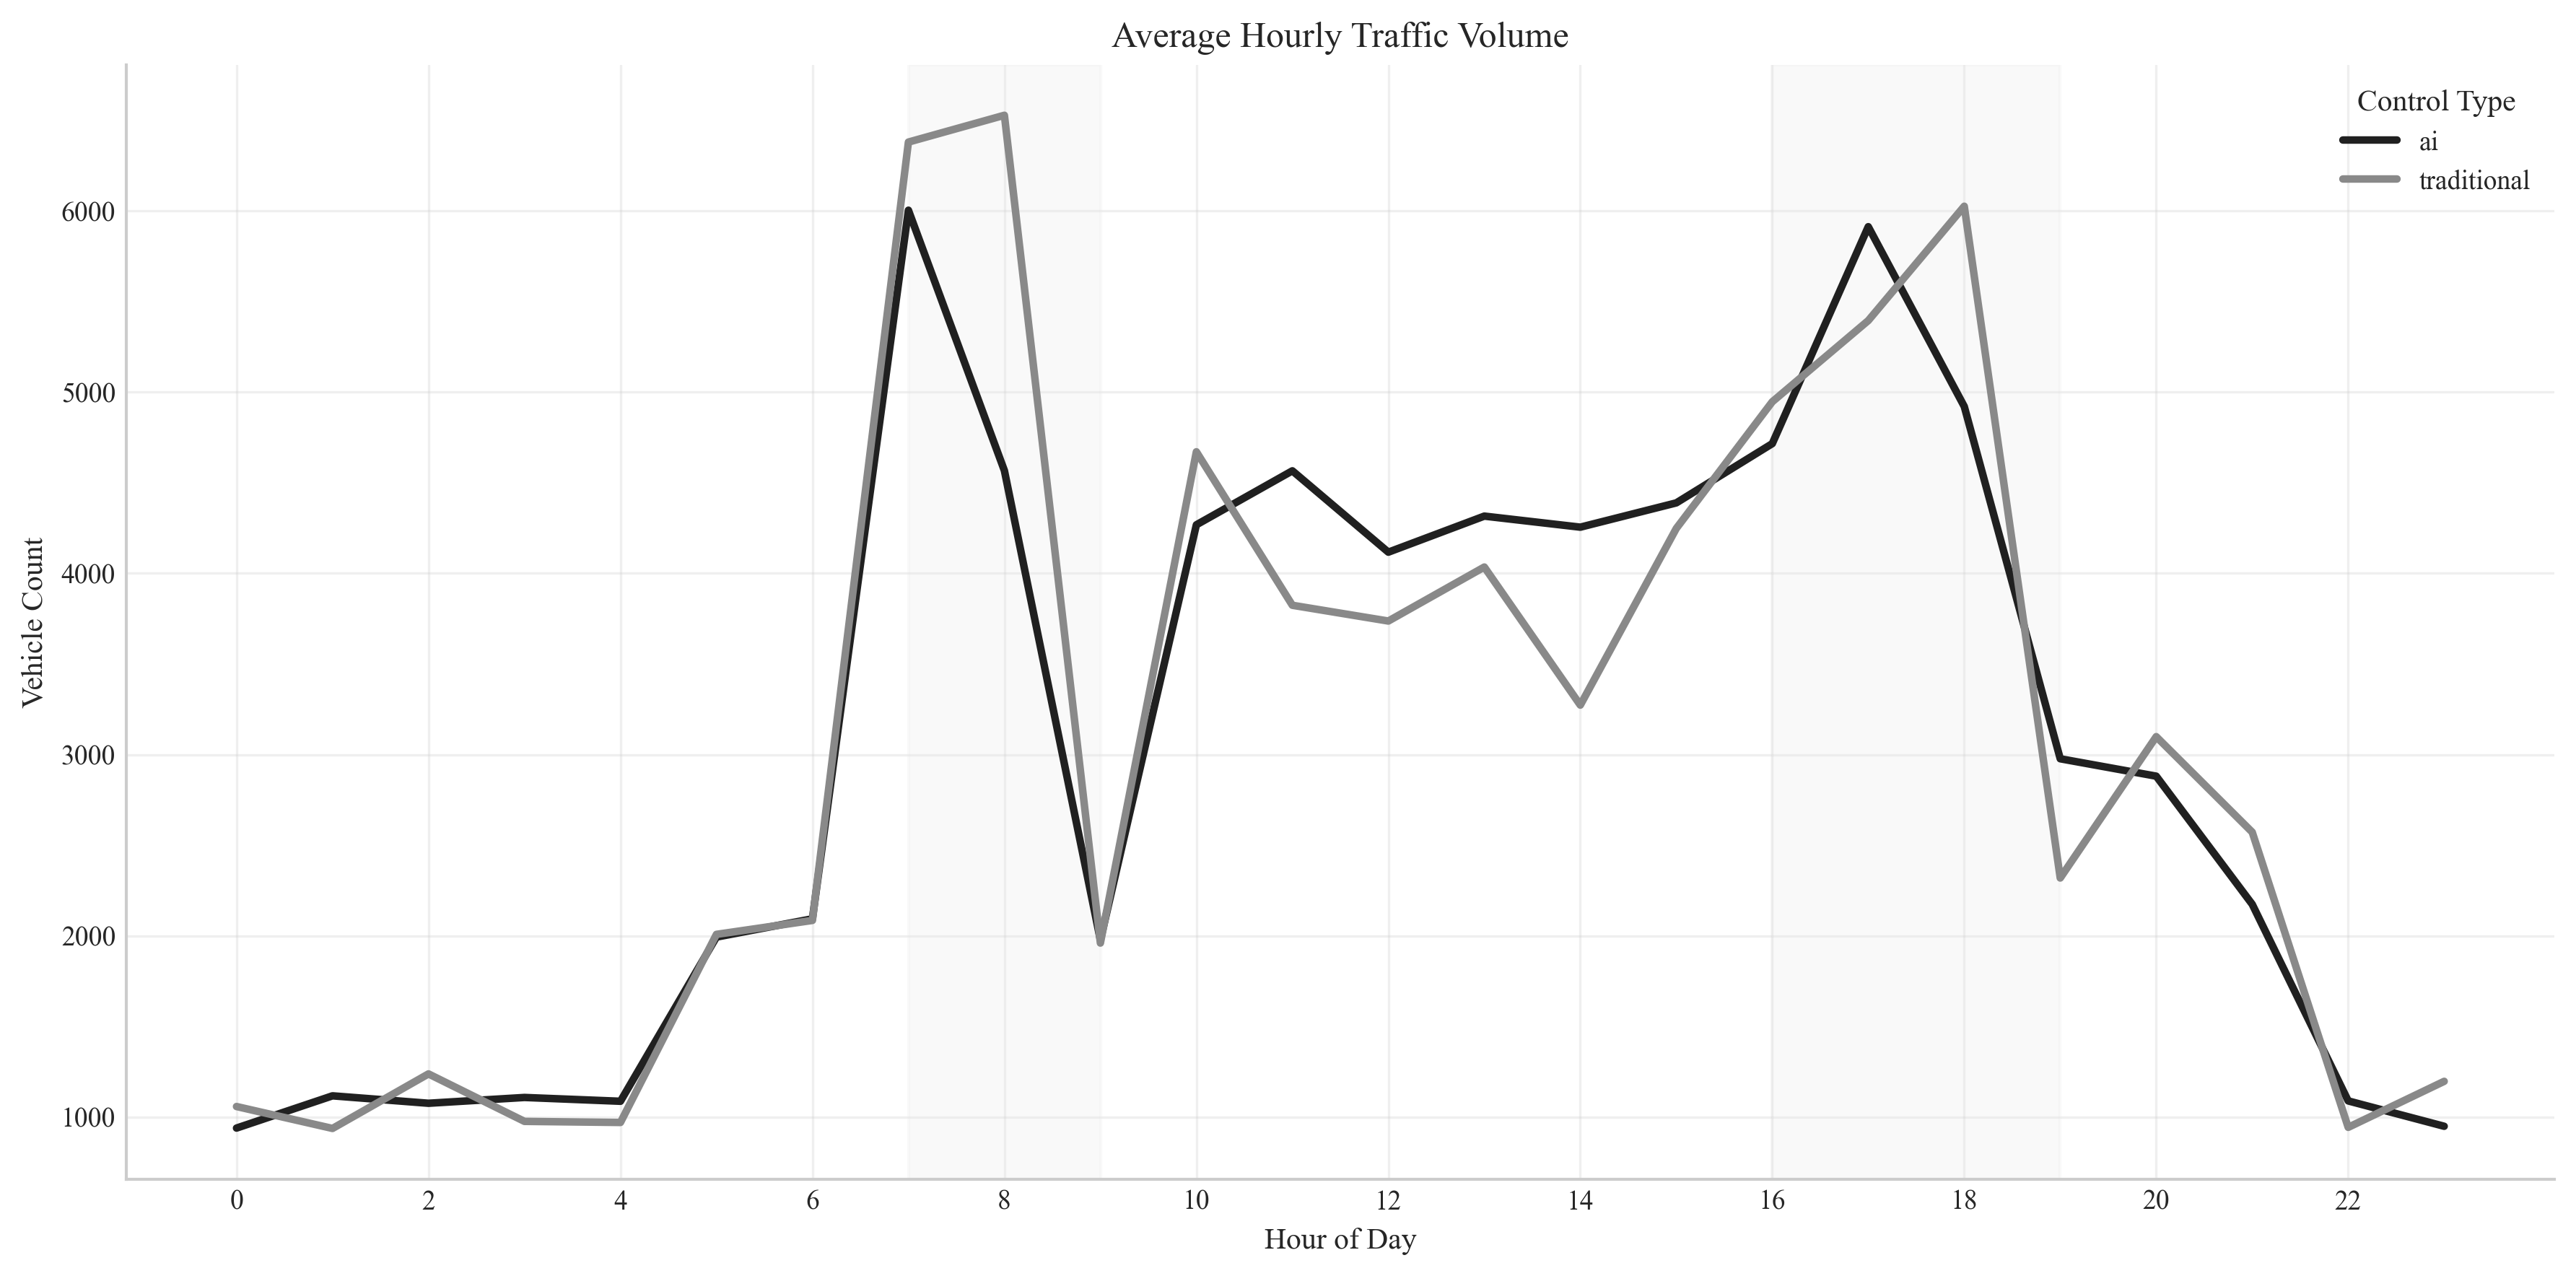 Average Hourly Traffic Volume
Control Type
ai
traditional
6000
5000
4000
3000
2000
1000
Vehicle Count
0 2 4 6 8 10 12 14 16 18 20 22
Hour of Day